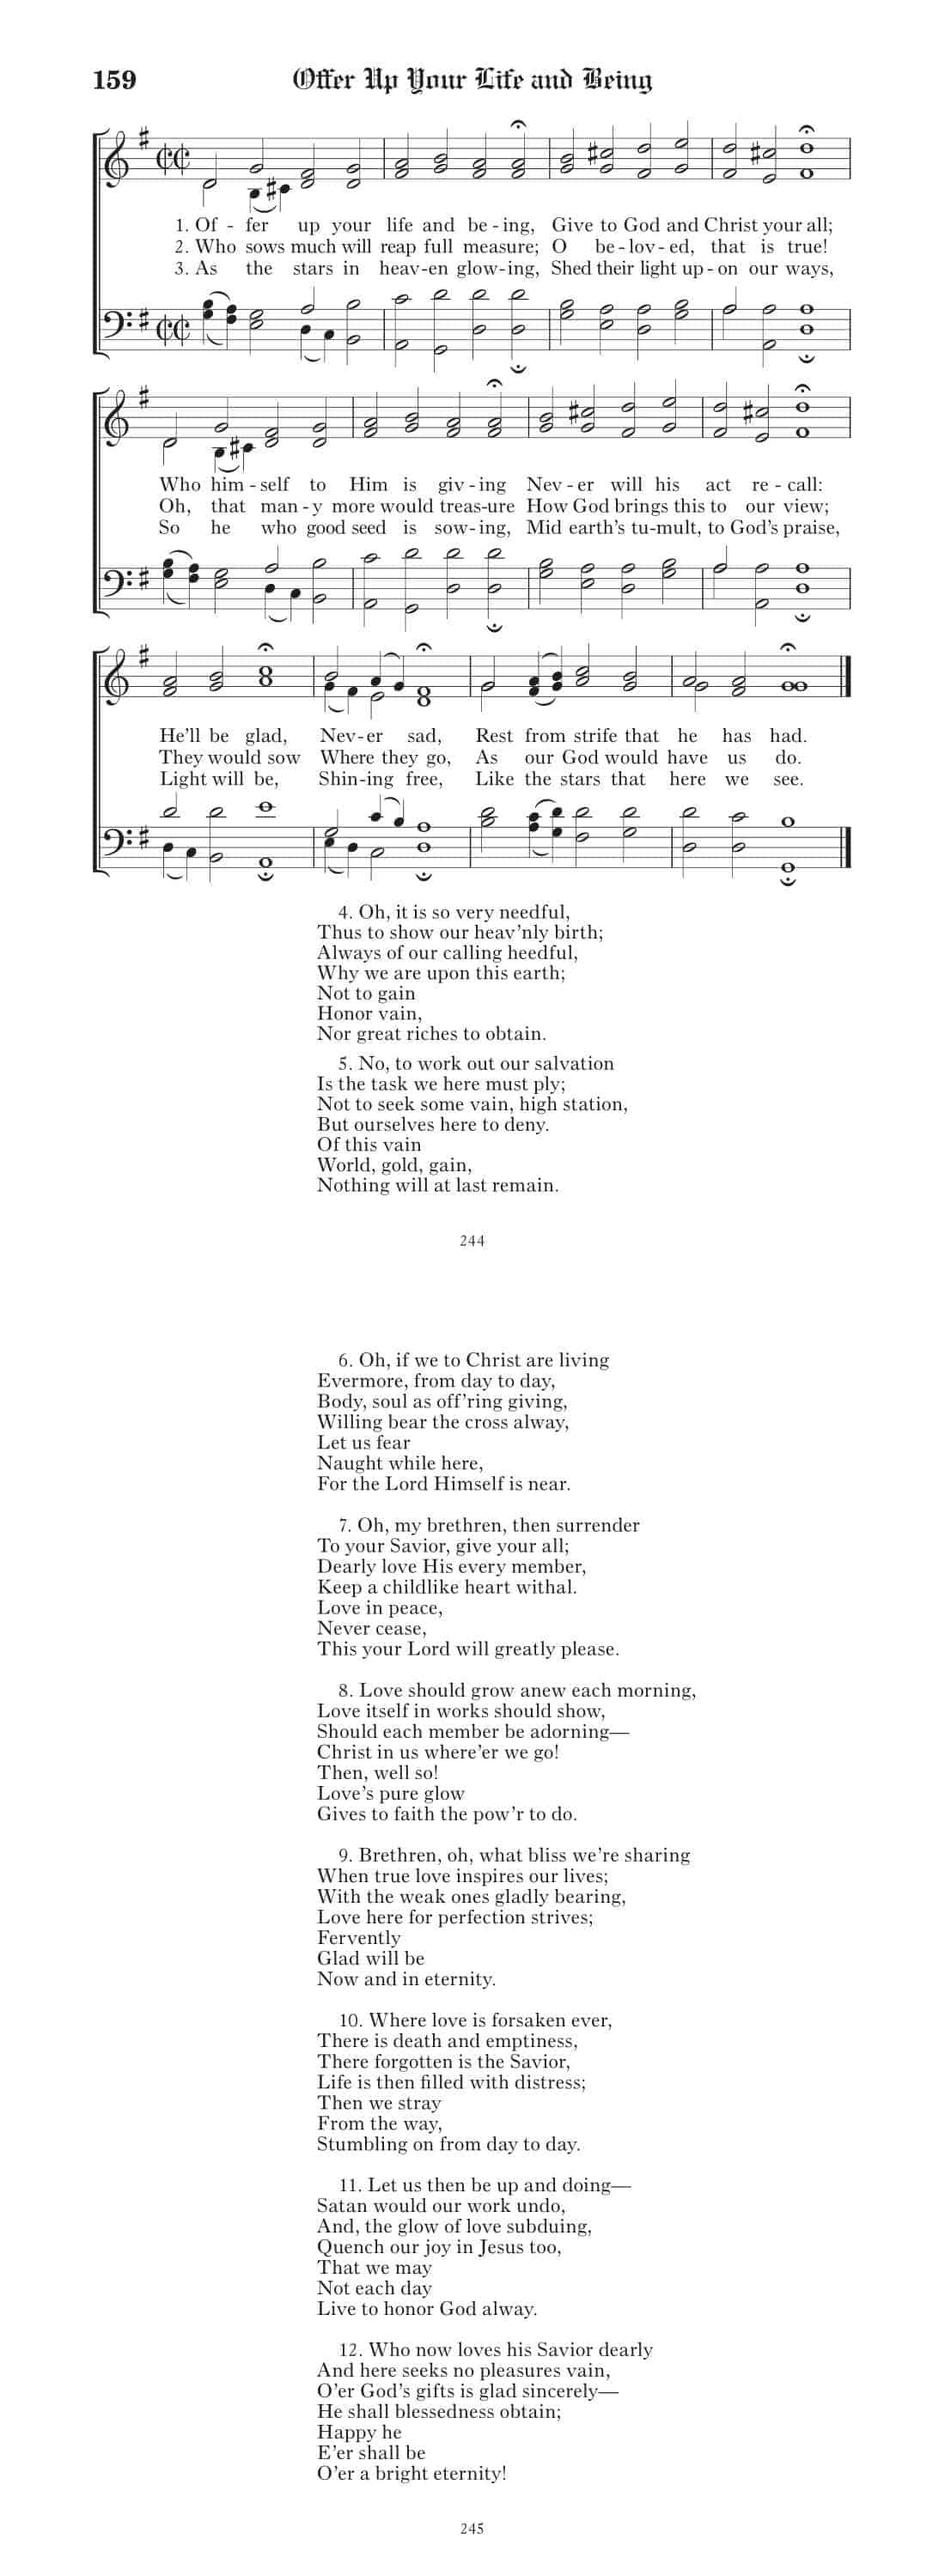 159 Offer Up Your Life and Being
1. Of - fer up your life and be - ing, Give to God and Christ your all;
2. Who sows much will reap full measure; O be - lov - ed, that is true!
3. As the stars in heav - en glow - ing, Shed their light up - on our ways,
Who him - self to Him is giv - ing Nev - er will his act re - call:
Oh, that man - y more would treas - ure How God brings this to our view;
So he who good seed is sow - ing, Mid earth's tu - mult, to God's praise,
He'll be glad, Nev - er sad, Rest from strife that he has had.
They would sow Where they go, As our God would have us do.
Light will be, Shin - ing free, Like the stars that here we see.
4. Oh, it is so very needful,
Thus to show our heav'nly birth;
Always of our calling heedful,
Why we are upon this earth;
Not to gain
Honor vain,
Nor great riches to obtain.
5. No, to work out our salvation
Is the task we here must ply;
Not to seek some vain, high station,
But ourselves here to deny.
Of this vain
World, gold, gain,
Nothing will at last remain.
244
6. Oh, if we to Christ are living
Evermore, from day to day,
Body, soul as off'ring giving,
Willing bear the cross alway,
Let us fear
Naught while here,
For the Lord Himself is near.
7. Oh, my brethren, then surrender
To your Savior, give your all;
Dearly love His every member,
Keep a childlike heart withal.
Love in peace,
Never cease,
This your Lord will greatly please.
8. Love should grow anew each morning,
Love itself in works should show,
Should each member be adorning—
Christ in us where'er we go!
Then, well so!
Love's pure glow
Gives to faith the pow'r to do.
9. Brethren, oh, what bliss we're sharing
When true love inspires our lives;
With the weak ones gladly bearing,
Love here for perfection strives;
Fervently
Glad will be
Now and in eternity.
10. Where love is forsaken ever,
There is death and emptiness,
There forgotten is the Savior,
Life is then filled with distress;
Then we stray
From the way,
Stumbling on from day to day.
11. Let us then be up and doing—
Satan would our work undo,
And, the glow of love subduing,
Quench our joy in Jesus too,
That we may
Not each day
Live to honor God alway.
12. Who now loves his Savior dearly
And here seeks no pleasures vain,
O'er God's gifts is glad sincerely—
He shall blessedness obtain;
Happy he
E'er shall be
O'er a bright eternity!
245